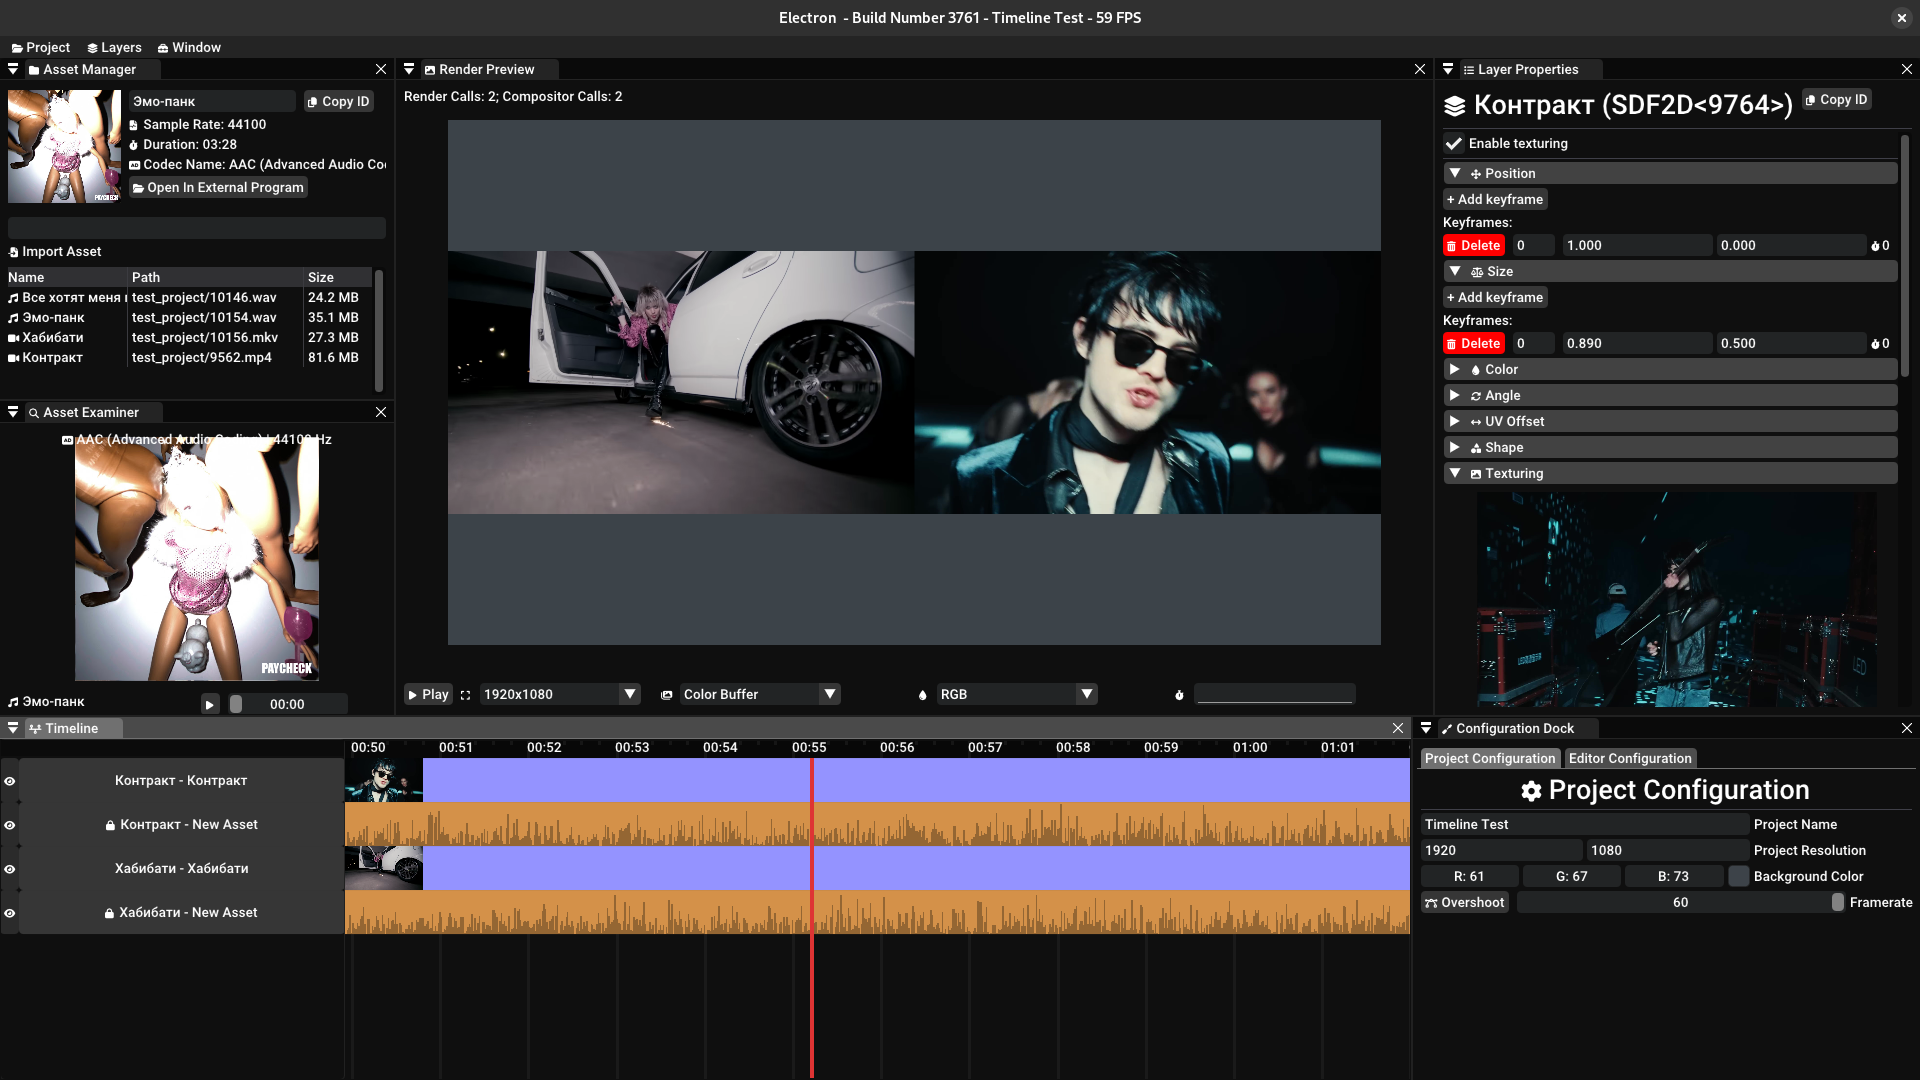 Electron - Build Number 3761 - Timeline Test - 59 FPS
Project Layers Window
Asset Manager
Эмо-панк
Copy ID
Sample Rate: 44100
Duration: 03:28
Codec Name: AAC (Advanced Audio Co
Open In External Program
PAYCHECK
Import Asset
Name Path Size
Все хотят меня test_project/10146.wav 24.2 MB
Эмо-панк test_project/10154.wav 35.1 MB
Хабибати test_project/10156.mkv 27.3 MB
Контракт test_project/9562.mp4 81.6 MB
Asset Examiner
AAC (Advanced Audio Coding) | 44100 Hz
PAYCHECK
Эмо-панк 00:00
Render Preview
Render Calls: 2; Compositor Calls: 2
Play 1920x1080 Color Buffer RGB
Layer Properties
Контракт (SDF2D<9764>) Copy ID
Enable texturing
Position
+ Add keyframe
Keyframes:
Delete 0 1.000 0.000 0
Size
+ Add keyframe
Keyframes:
Delete 0 0.890 0.500 0
Color
Angle
UV Offset
Shape
Texturing
LED
Timeline
00:50 00:51 00:52 00:53 00:54 00:55 00:56 00:57 00:58 00:59 01:00 01:01
Контракт - Контракт
Контракт - New Asset
Хабибати - Хабибати
Хабибати - New Asset
Configuration Dock
Project Configuration Editor Configuration
Project Configuration
Timeline Test Project Name
1920 1080 Project Resolution
R: 61 G: 67 B: 73 Background Color
Overshoot 60 Framerate